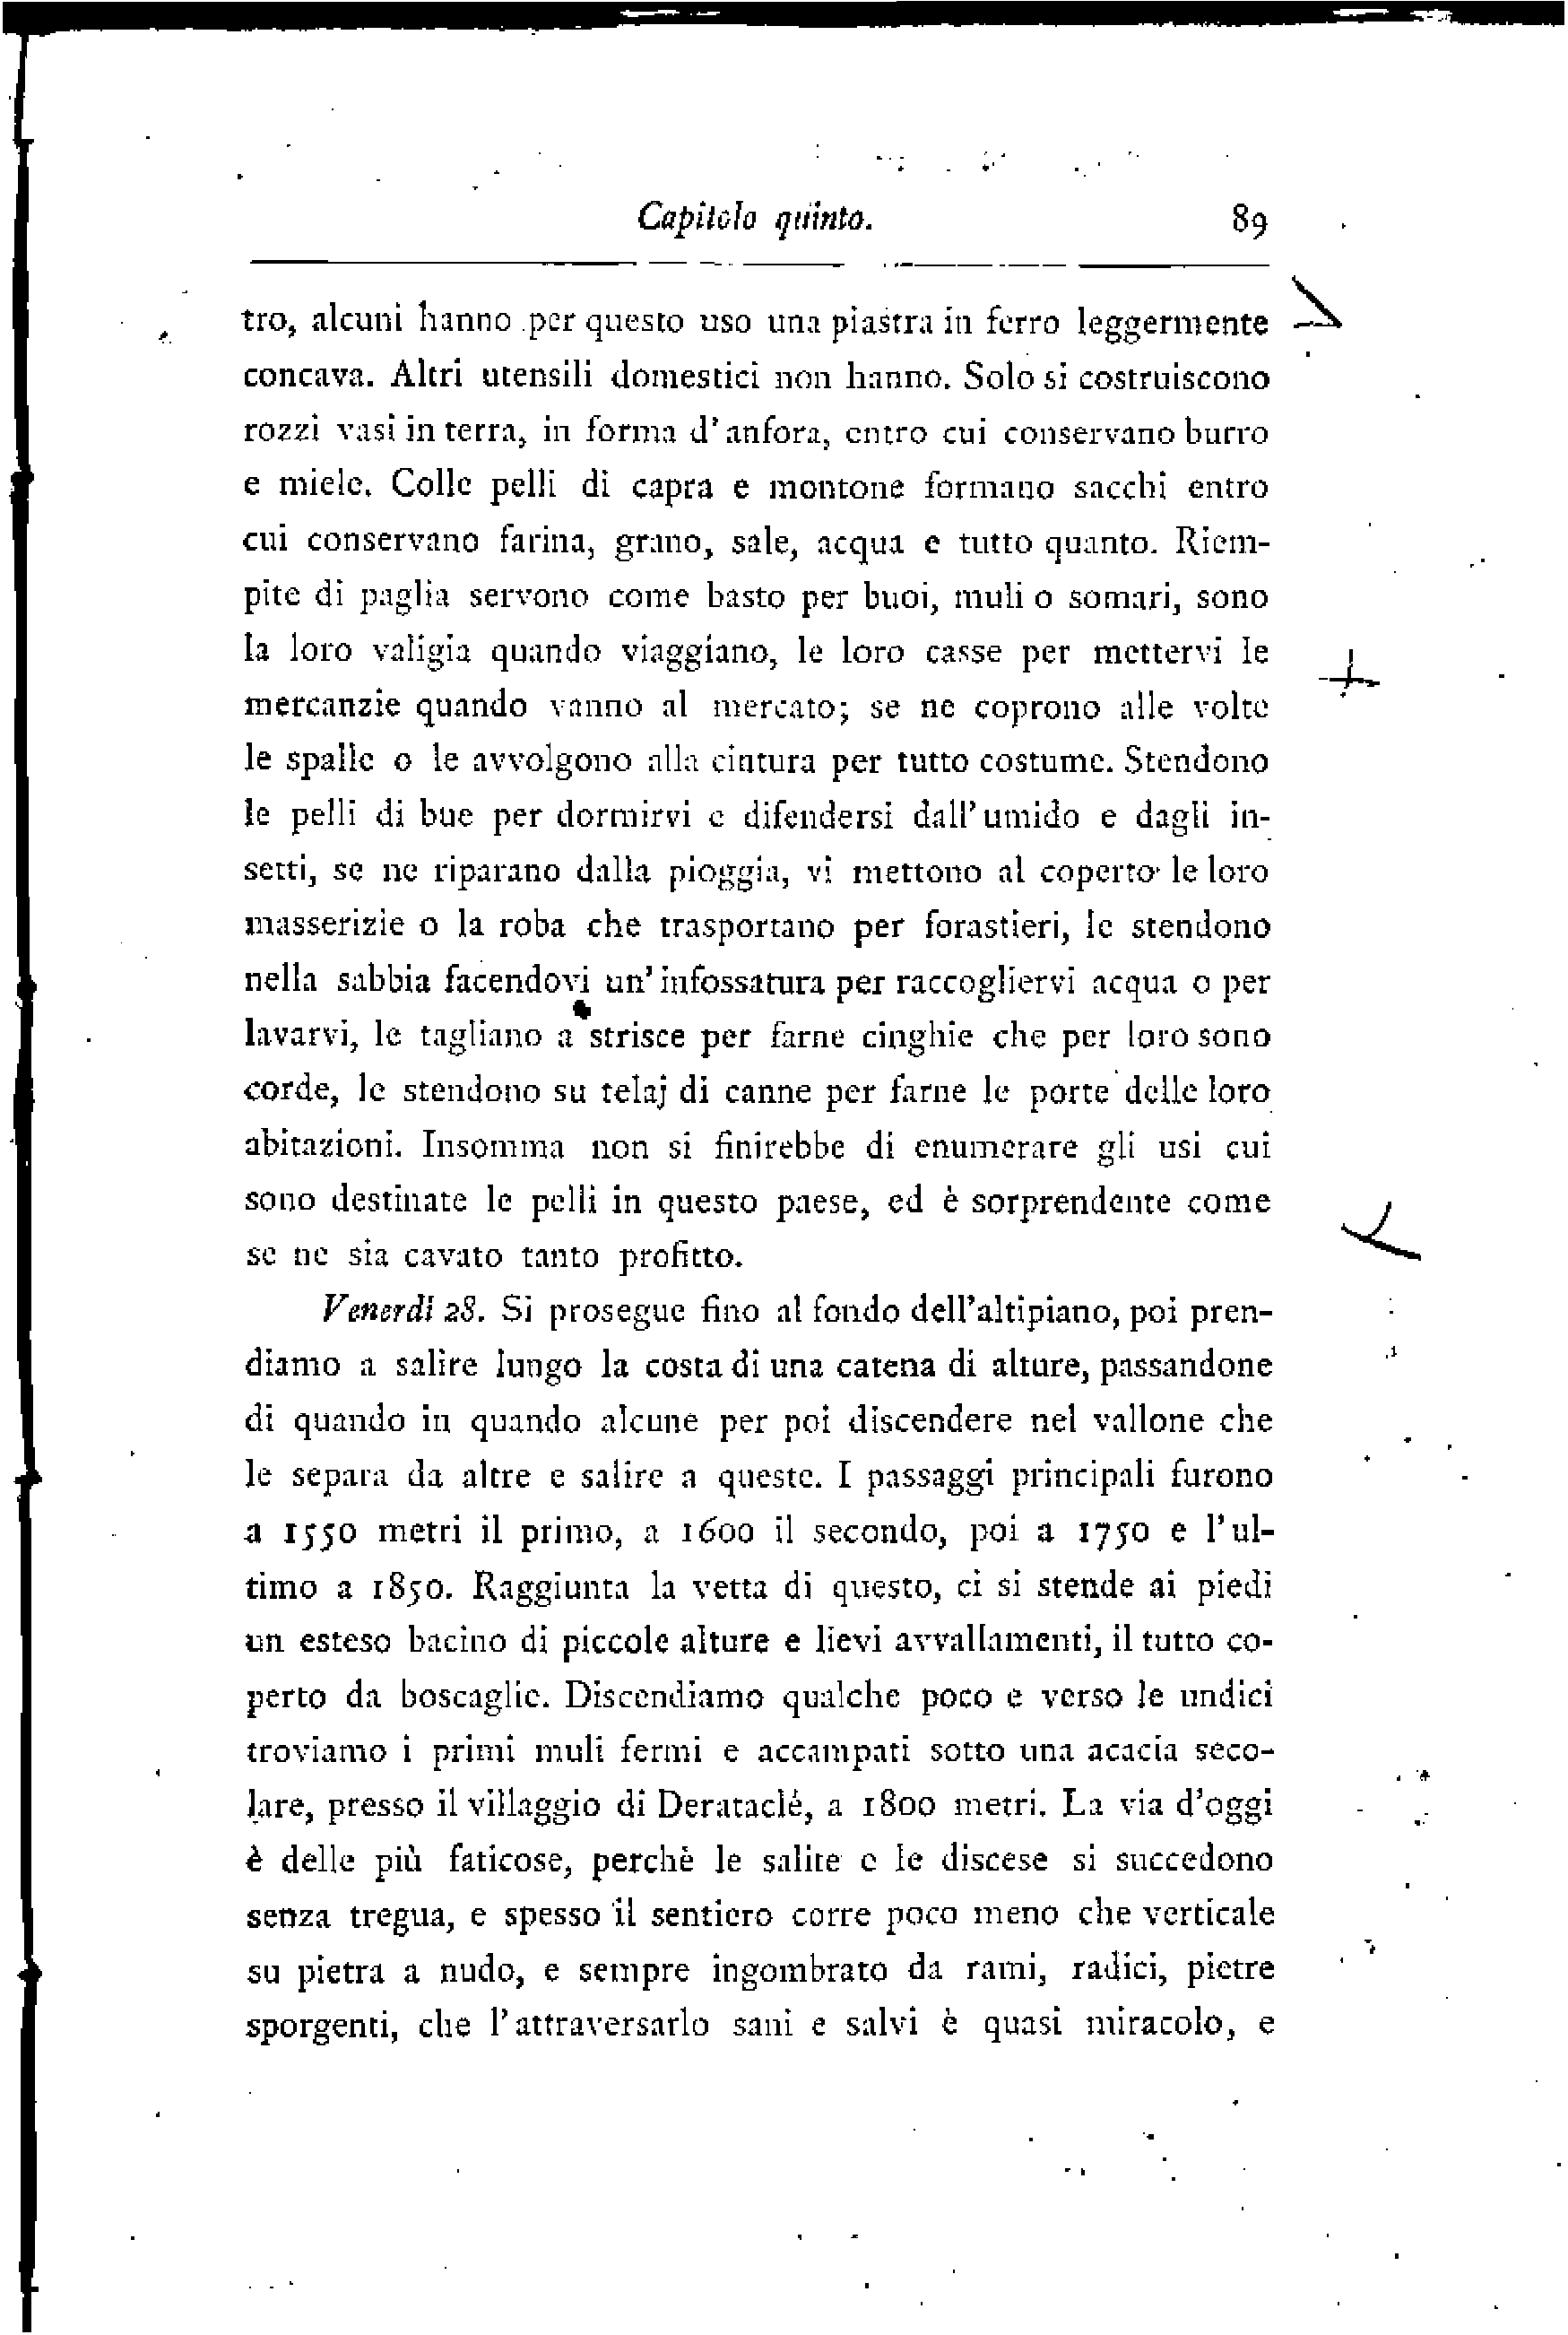 Capitolo quinto. 89
tro, alcuni hanno per questo uso una piastra in ferro leggermente
concava. Altri utensili domestici non hanno. Solo si costruiscono
rozzi vasi in terra, in forma d'anfora, entro cui conservano burro
e miele. Colle pelli di capra e montone formano sacchi entro
cui conservano farina, grano, sale, acqua e tutto quanto. Riem-
pite di paglia servono come basto per buoi, muli o somari, sono
la loro valigia quando viaggiano, le loro casse per mettervi le
mercanzie quando vanno al mercato; se ne coprono alle volte
le spalle o le avvolgono alla cintura per tutto costume. Stendono
le pelli di bue per dormirvi e difendersi dall'umido e dagli in-
setti, se ne riparano dalla pioggia, vi mettono al coperto le loro
masserizie o la roba che trasportano per forastieri, le stendono
nella sabbia facendovi un'infossatura per raccogliervi acqua o per
lavarvi, le tagliano a strisce per farne cinghie che per loro sono
corde, le stendono su telaj di canne per farne le porte delle loro
abitazioni. Insomma non si finirebbe di enumerare gli usi cui
sono destinate le pelli in questo paese, ed è sorprendente come
se ne sia cavato tanto profitto.
Venerdì 28. Si prosegue fino al fondo dell'altipiano, poi pren-
diamo a salire lungo la costa di una catena di alture, passandone
di quando in quando alcune per poi discendere nel vallone che
le separa da altre e salire a queste. I passaggi principali furono
a 1550 metri il primo, a 1600 il secondo, poi a 1750 e l'ul-
timo a 1850. Raggiunta la vetta di questo, ci si stende ai piedi
un esteso bacino di piccole alture e lievi avvallamenti, il tutto co-
perto da boscaglie. Discendiamo qualche poco e verso le undici
troviamo i primi muli fermi e accampati sotto una acacia seco-
lare, presso il villaggio di Derataclé, a 1800 metri. La via d'oggi
è delle più faticose, perchè le salite e le discese si succedono
senza tregua, e spesso il sentiero corre poco meno che verticale
su pietra a nudo, e sempre ingombrato da rami, radici, pietre
sporgenti, che l'attraversarlo sani e salvi è quasi miracolo, e